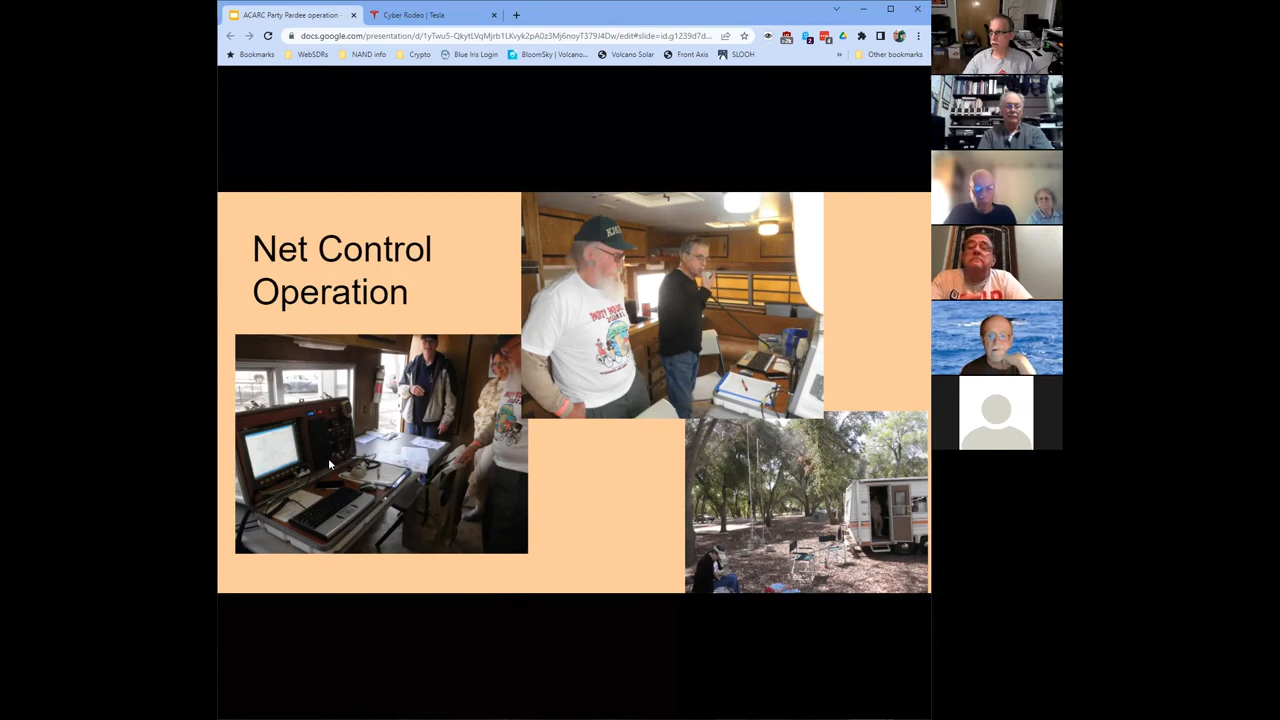 ACARC Party Pardee operation -
Cyber Rodeo | Tesla
Bookmarks
WebSDRs
NAND info
Crypto
Blue Iris Login
BloomSky | Volcano...
Volcano Solar
Front Axis
SLOOH
»
Other bookmarks
Net Control
Operation